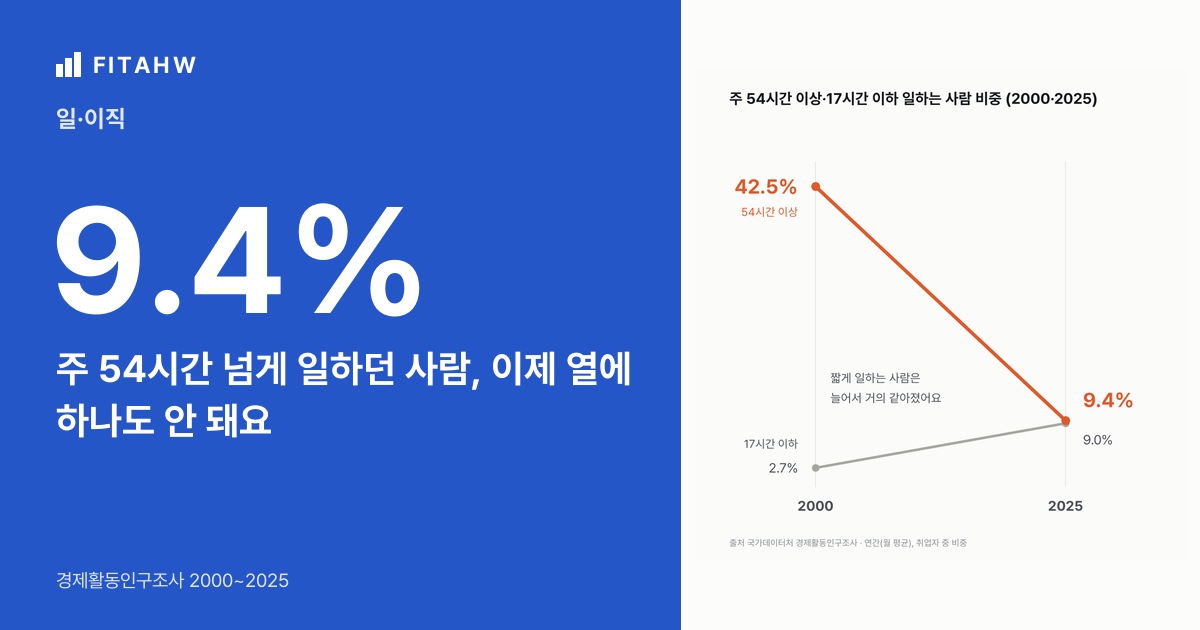 FITAHW
일·이직
9.4%
주 54시간 넘게 일하던 사람, 이제 열에
하나도 안 돼요
경제활동인구조사 2000~2025
주 54시간 이상·17시간 이하 일하는 사람 비중 (2000·2025)
42.5%
54시간 이상
짧게 일하는 사람은
늘어서 거의 같아졌어요
9.4%
9.0%
17시간 이하
2.7%
2000
2025
출처 국가데이터처 경제활동인구조사 · 연간(월 평균), 취업자 중 비중